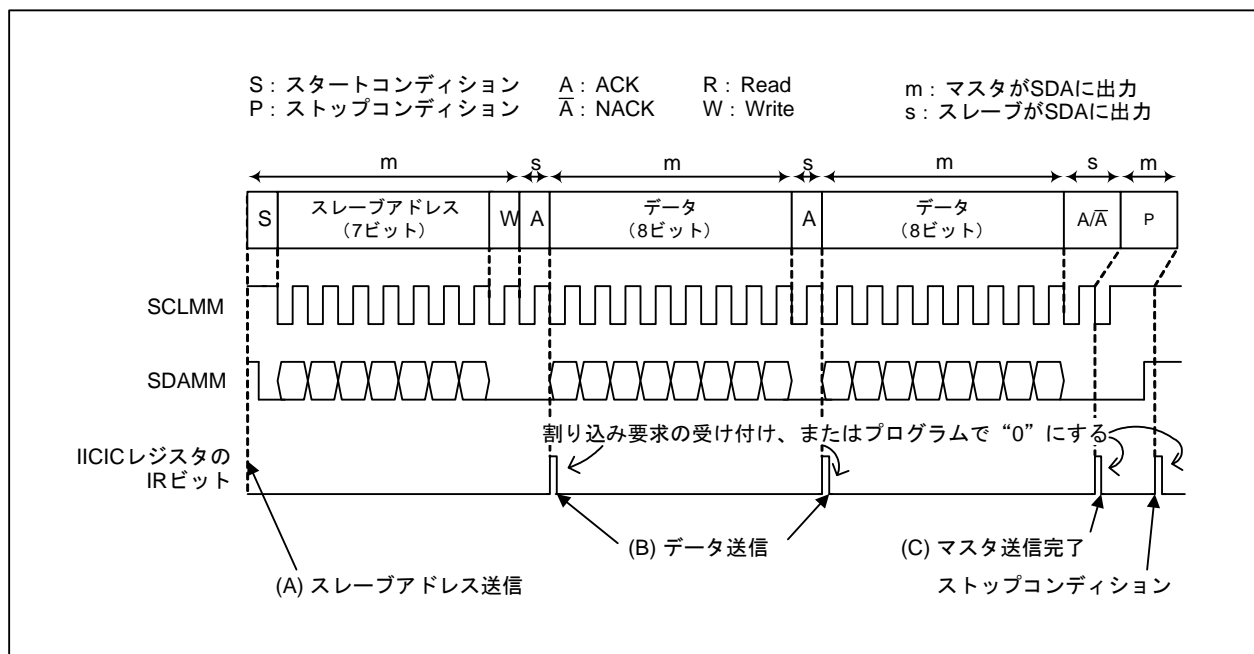 S：スタートコンディション A：ACK R：Read m：マスタがSDAに出力
P：ストップコンディション A̅：NACK W：Write s：スレーブがSDAに出力
m s m s m s m
S スレーブアドレス（7ビット） W A データ（8ビット） A データ（8ビット） A/A̅ P
SCLMM
SDAMM
割り込み要求の受け付け、またはプログラムで“0”にする
IICICレジスタの
IRビット
(B) データ送信 (C) マスタ送信完了
(A) スレーブアドレス送信 ストップコンディション